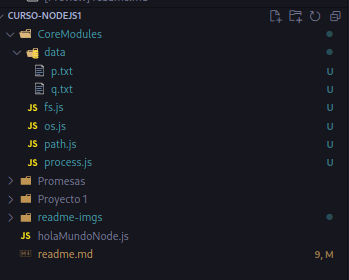 CURSO-NODEJS1
CoreModules
data
p.txt U
q.txt U
JS fs.js U
JS os.js U
JS path.js U
JS process.js U
Promesas
Proyecto 1
readme-imgs
JS holaMundoNode.js
readme.md 9, M